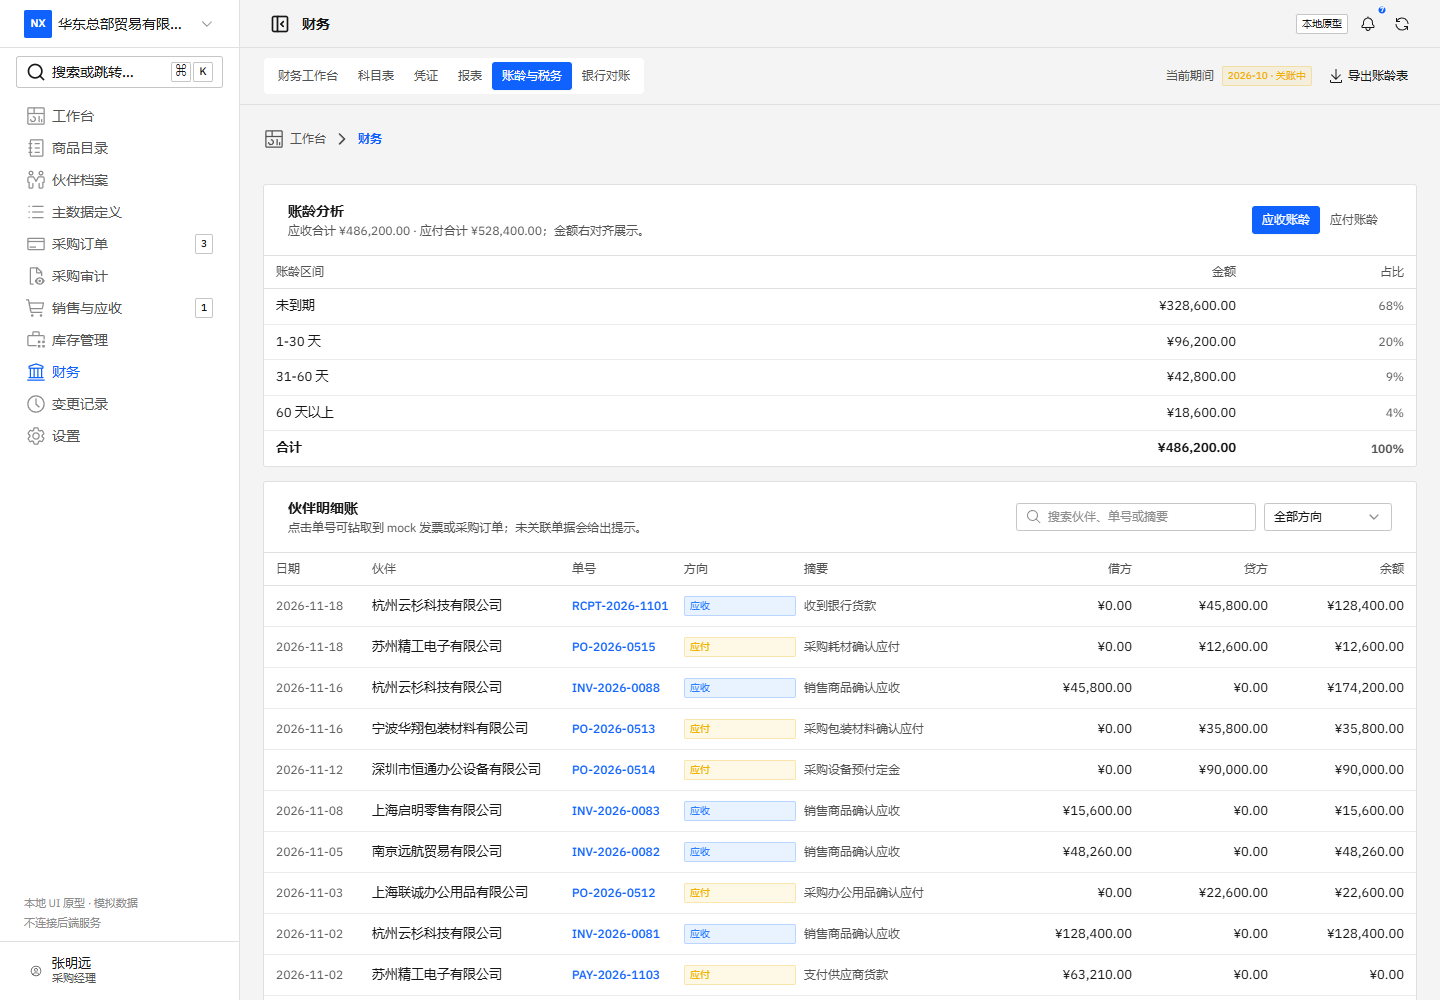 NX 华东总部贸易有限...
搜索或跳转... ⌘ K
工作台
商品目录
伙伴档案
主数据定义
采购订单 3
采购审计
销售与应收 1
库存管理
财务
变更记录
设置
本地 UI 原型 · 模拟数据
不连接后端服务
张明远
采购经理
财务 本地原型 7
财务工作台 科目表 凭证 报表 账龄与税务 银行对账 当前期间 2026-10 · 关账中 导出账龄表
工作台 财务
账龄分析
应收合计 ¥486,200.00 · 应付合计 ¥528,400.00；金额右对齐展示。
应收账龄 应付账龄
账龄区间 金额 占比
未到期 ¥328,600.00 68%
1-30 天 ¥96,200.00 20%
31-60 天 ¥42,800.00 9%
60 天以上 ¥18,600.00 4%
合计 ¥486,200.00 100%
伙伴明细账
点击单号可钻取到 mock 发票或采购订单；未关联单据会给出提示。
搜索伙伴、单号或摘要 全部方向
日期 伙伴 单号 方向 摘要 借方 贷方 余额
2026-11-18 杭州云杉科技有限公司 RCPT-2026-1101 应收 收到银行货款 ¥0.00 ¥45,800.00 ¥128,400.00
2026-11-18 苏州精工电子有限公司 PO-2026-0515 应付 采购耗材确认应付 ¥0.00 ¥12,600.00 ¥12,600.00
2026-11-16 杭州云杉科技有限公司 INV-2026-0088 应收 销售商品确认应收 ¥45,800.00 ¥0.00 ¥174,200.00
2026-11-16 宁波华翔包装材料有限公司 PO-2026-0513 应付 采购包装材料确认应付 ¥0.00 ¥35,800.00 ¥35,800.00
2026-11-12 深圳市恒通办公设备有限公司 PO-2026-0514 应付 采购设备预付定金 ¥0.00 ¥90,000.00 ¥90,000.00
2026-11-08 上海启明零售有限公司 INV-2026-0083 应收 销售商品确认应收 ¥15,600.00 ¥0.00 ¥15,600.00
2026-11-05 南京远航贸易有限公司 INV-2026-0082 应收 销售商品确认应收 ¥48,260.00 ¥0.00 ¥48,260.00
2026-11-03 上海联诚办公用品有限公司 PO-2026-0512 应付 采购办公用品确认应付 ¥0.00 ¥22,600.00 ¥22,600.00
2026-11-02 杭州云杉科技有限公司 INV-2026-0081 应收 销售商品确认应收 ¥128,400.00 ¥0.00 ¥128,400.00
2026-11-02 苏州精工电子有限公司 PAY-2026-1103 应付 支付供应商货款 ¥63,210.00 ¥0.00 ¥0.00